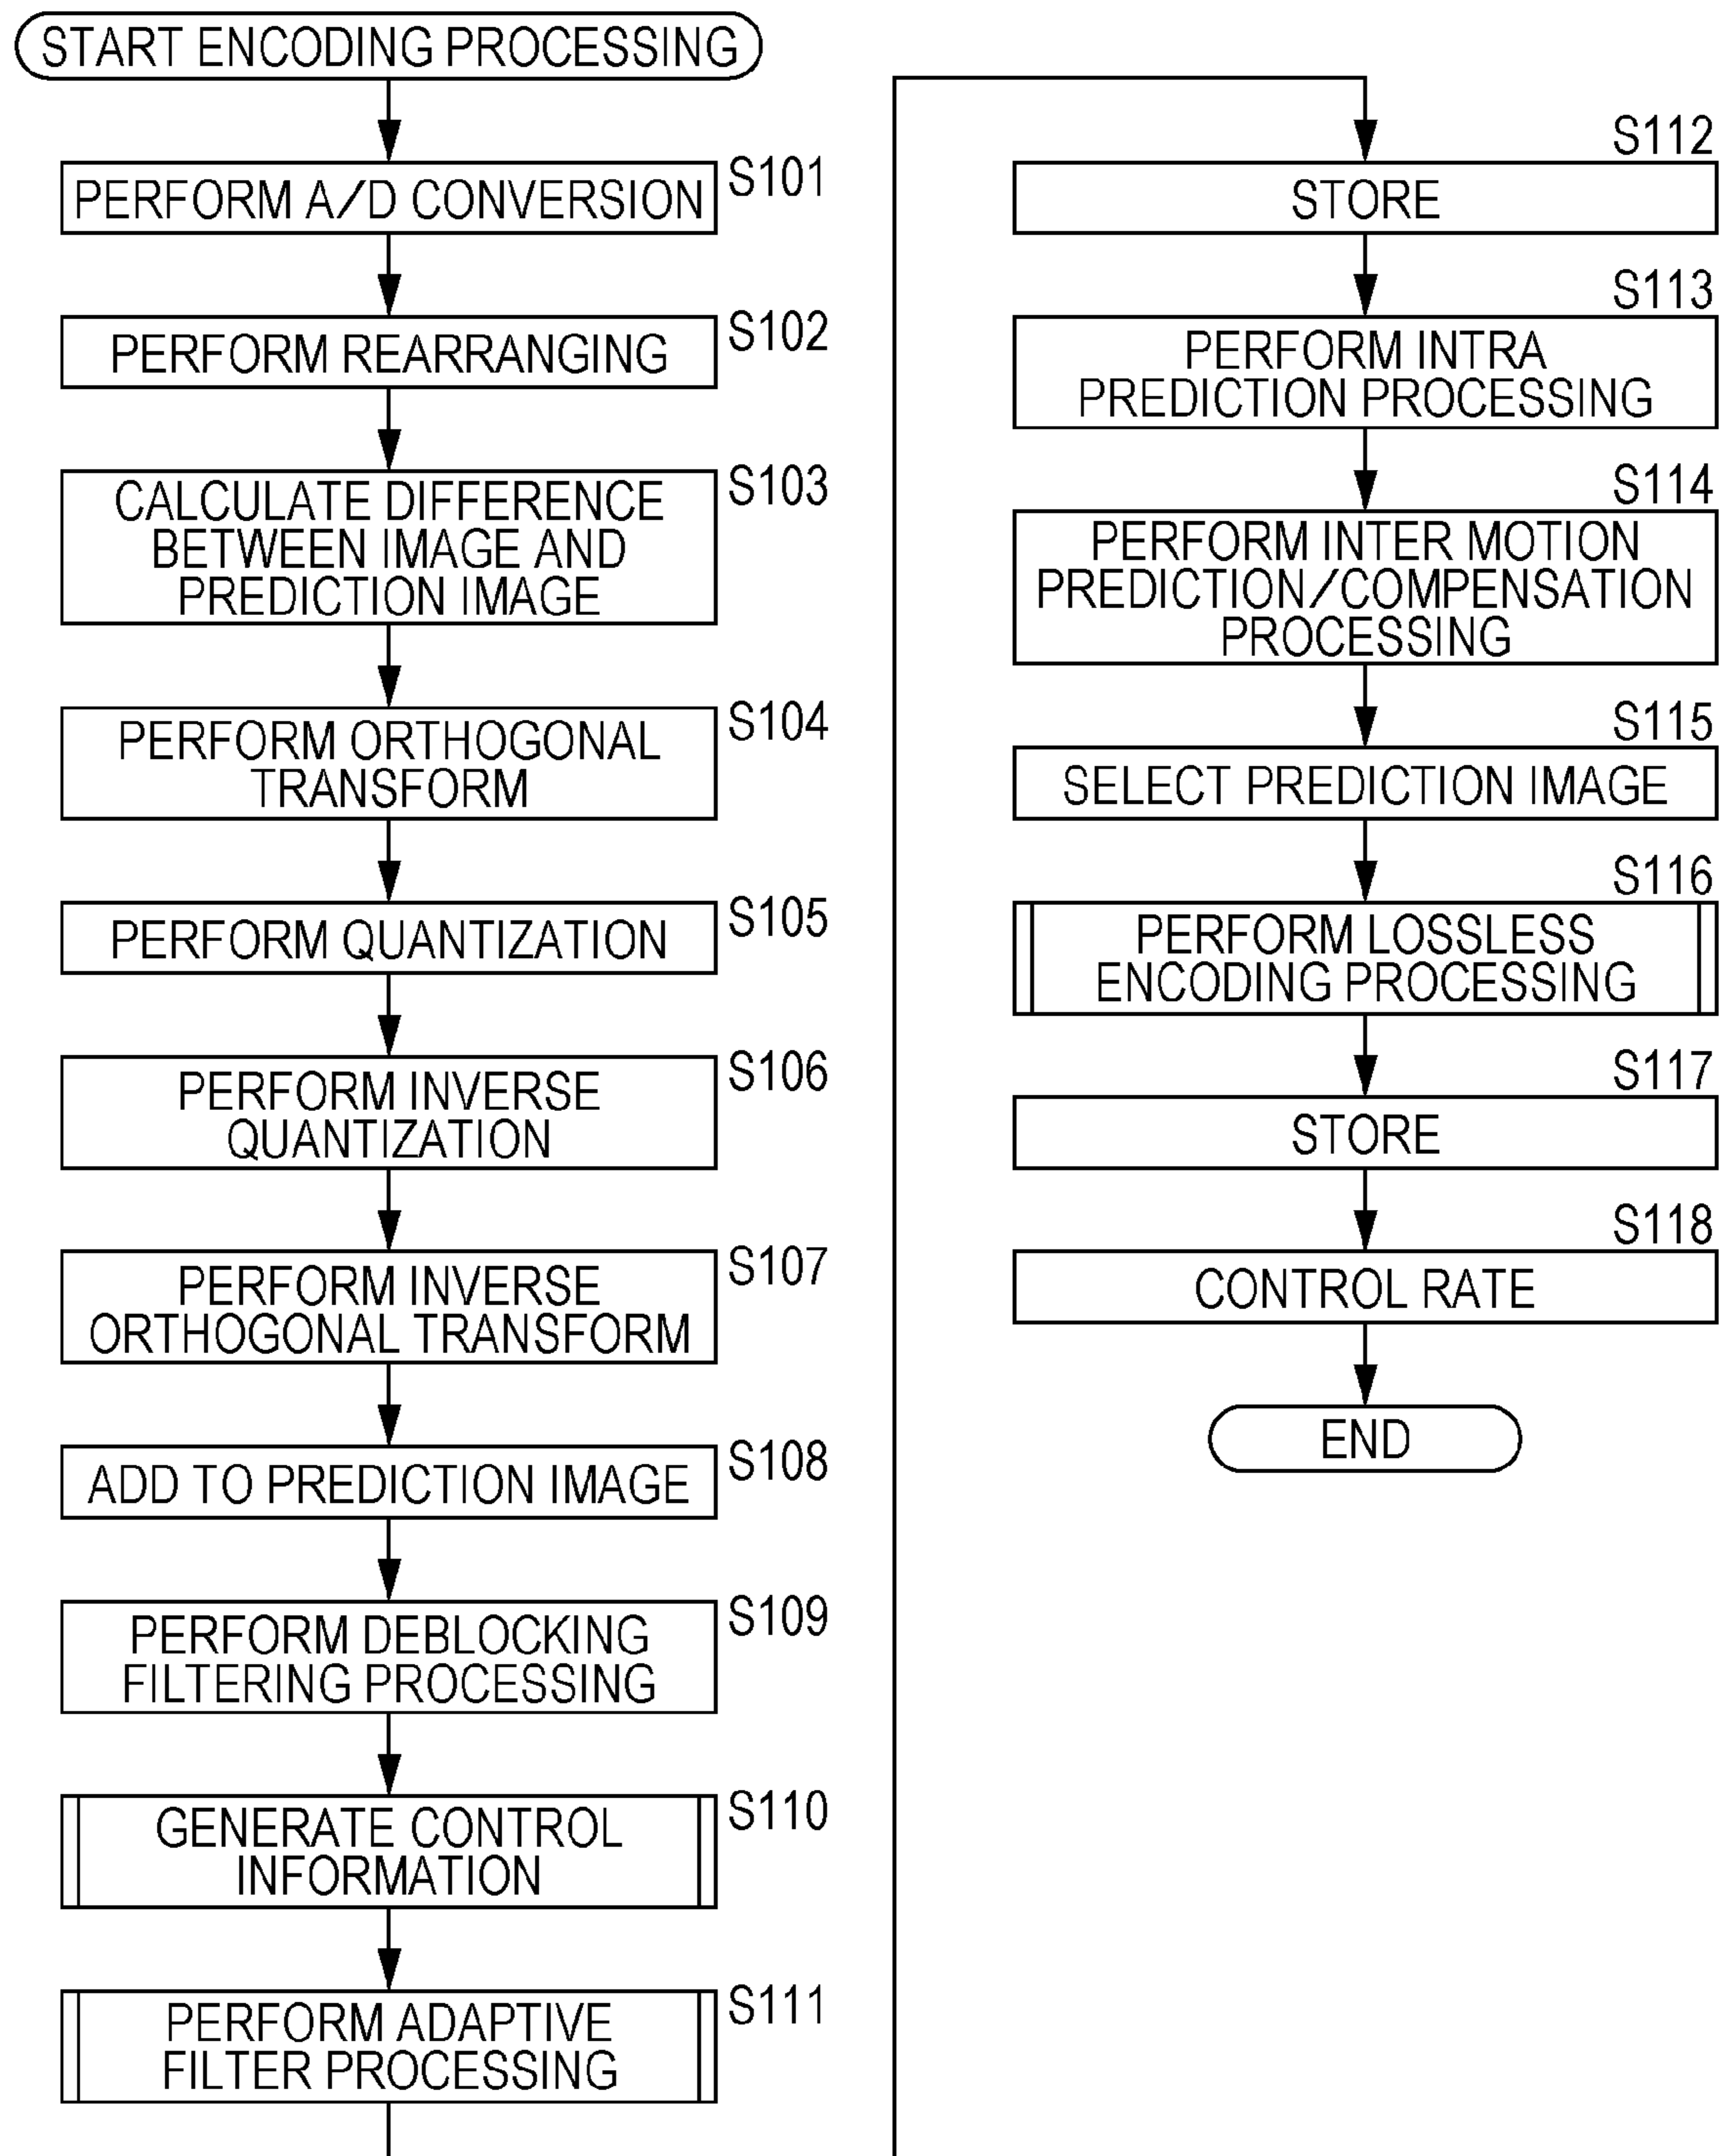 START ENCODING PROCESSING
PERFORM A/D CONVERSION
S101
PERFORM REARRANGING
S102
CALCULATE DIFFERENCE
BETWEEN IMAGE AND
PREDICTION IMAGE
S103
PERFORM ORTHOGONAL
TRANSFORM
S104
PERFORM QUANTIZATION
S105
PERFORM INVERSE
QUANTIZATION
S106
PERFORM INVERSE
ORTHOGONAL TRANSFORM
S107
ADD TO PREDICTION IMAGE
S108
PERFORM DEBLOCKING
FILTERING PROCESSING
S109
GENERATE CONTROL
INFORMATION
S110
PERFORM ADAPTIVE
FILTER PROCESSING
S111
S112
STORE
S113
PERFORM INTRA
PREDICTION PROCESSING
S114
PERFORM INTER MOTION
PREDICTION/COMPENSATION
PROCESSING
S115
SELECT PREDICTION IMAGE
S116
PERFORM LOSSLESS
ENCODING PROCESSING
S117
STORE
S118
CONTROL RATE
END